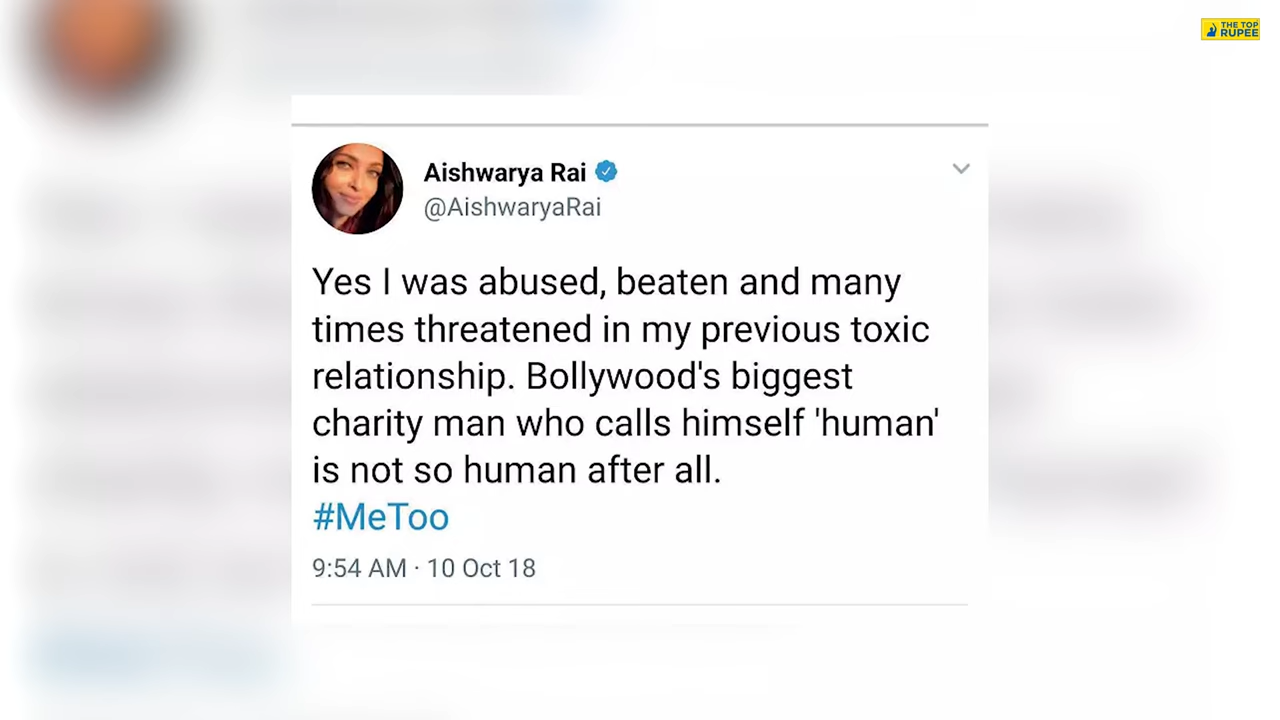 THE TOP
RUPEE
Aishwarya Rai
@AishwaryaRai
Yes I was abused, beaten and many
times threatened in my previous toxic
relationship. Bollywood's biggest
charity man who calls himself 'human'
is not so human after all.
#MeToo
9:54 AM · 10 Oct 18